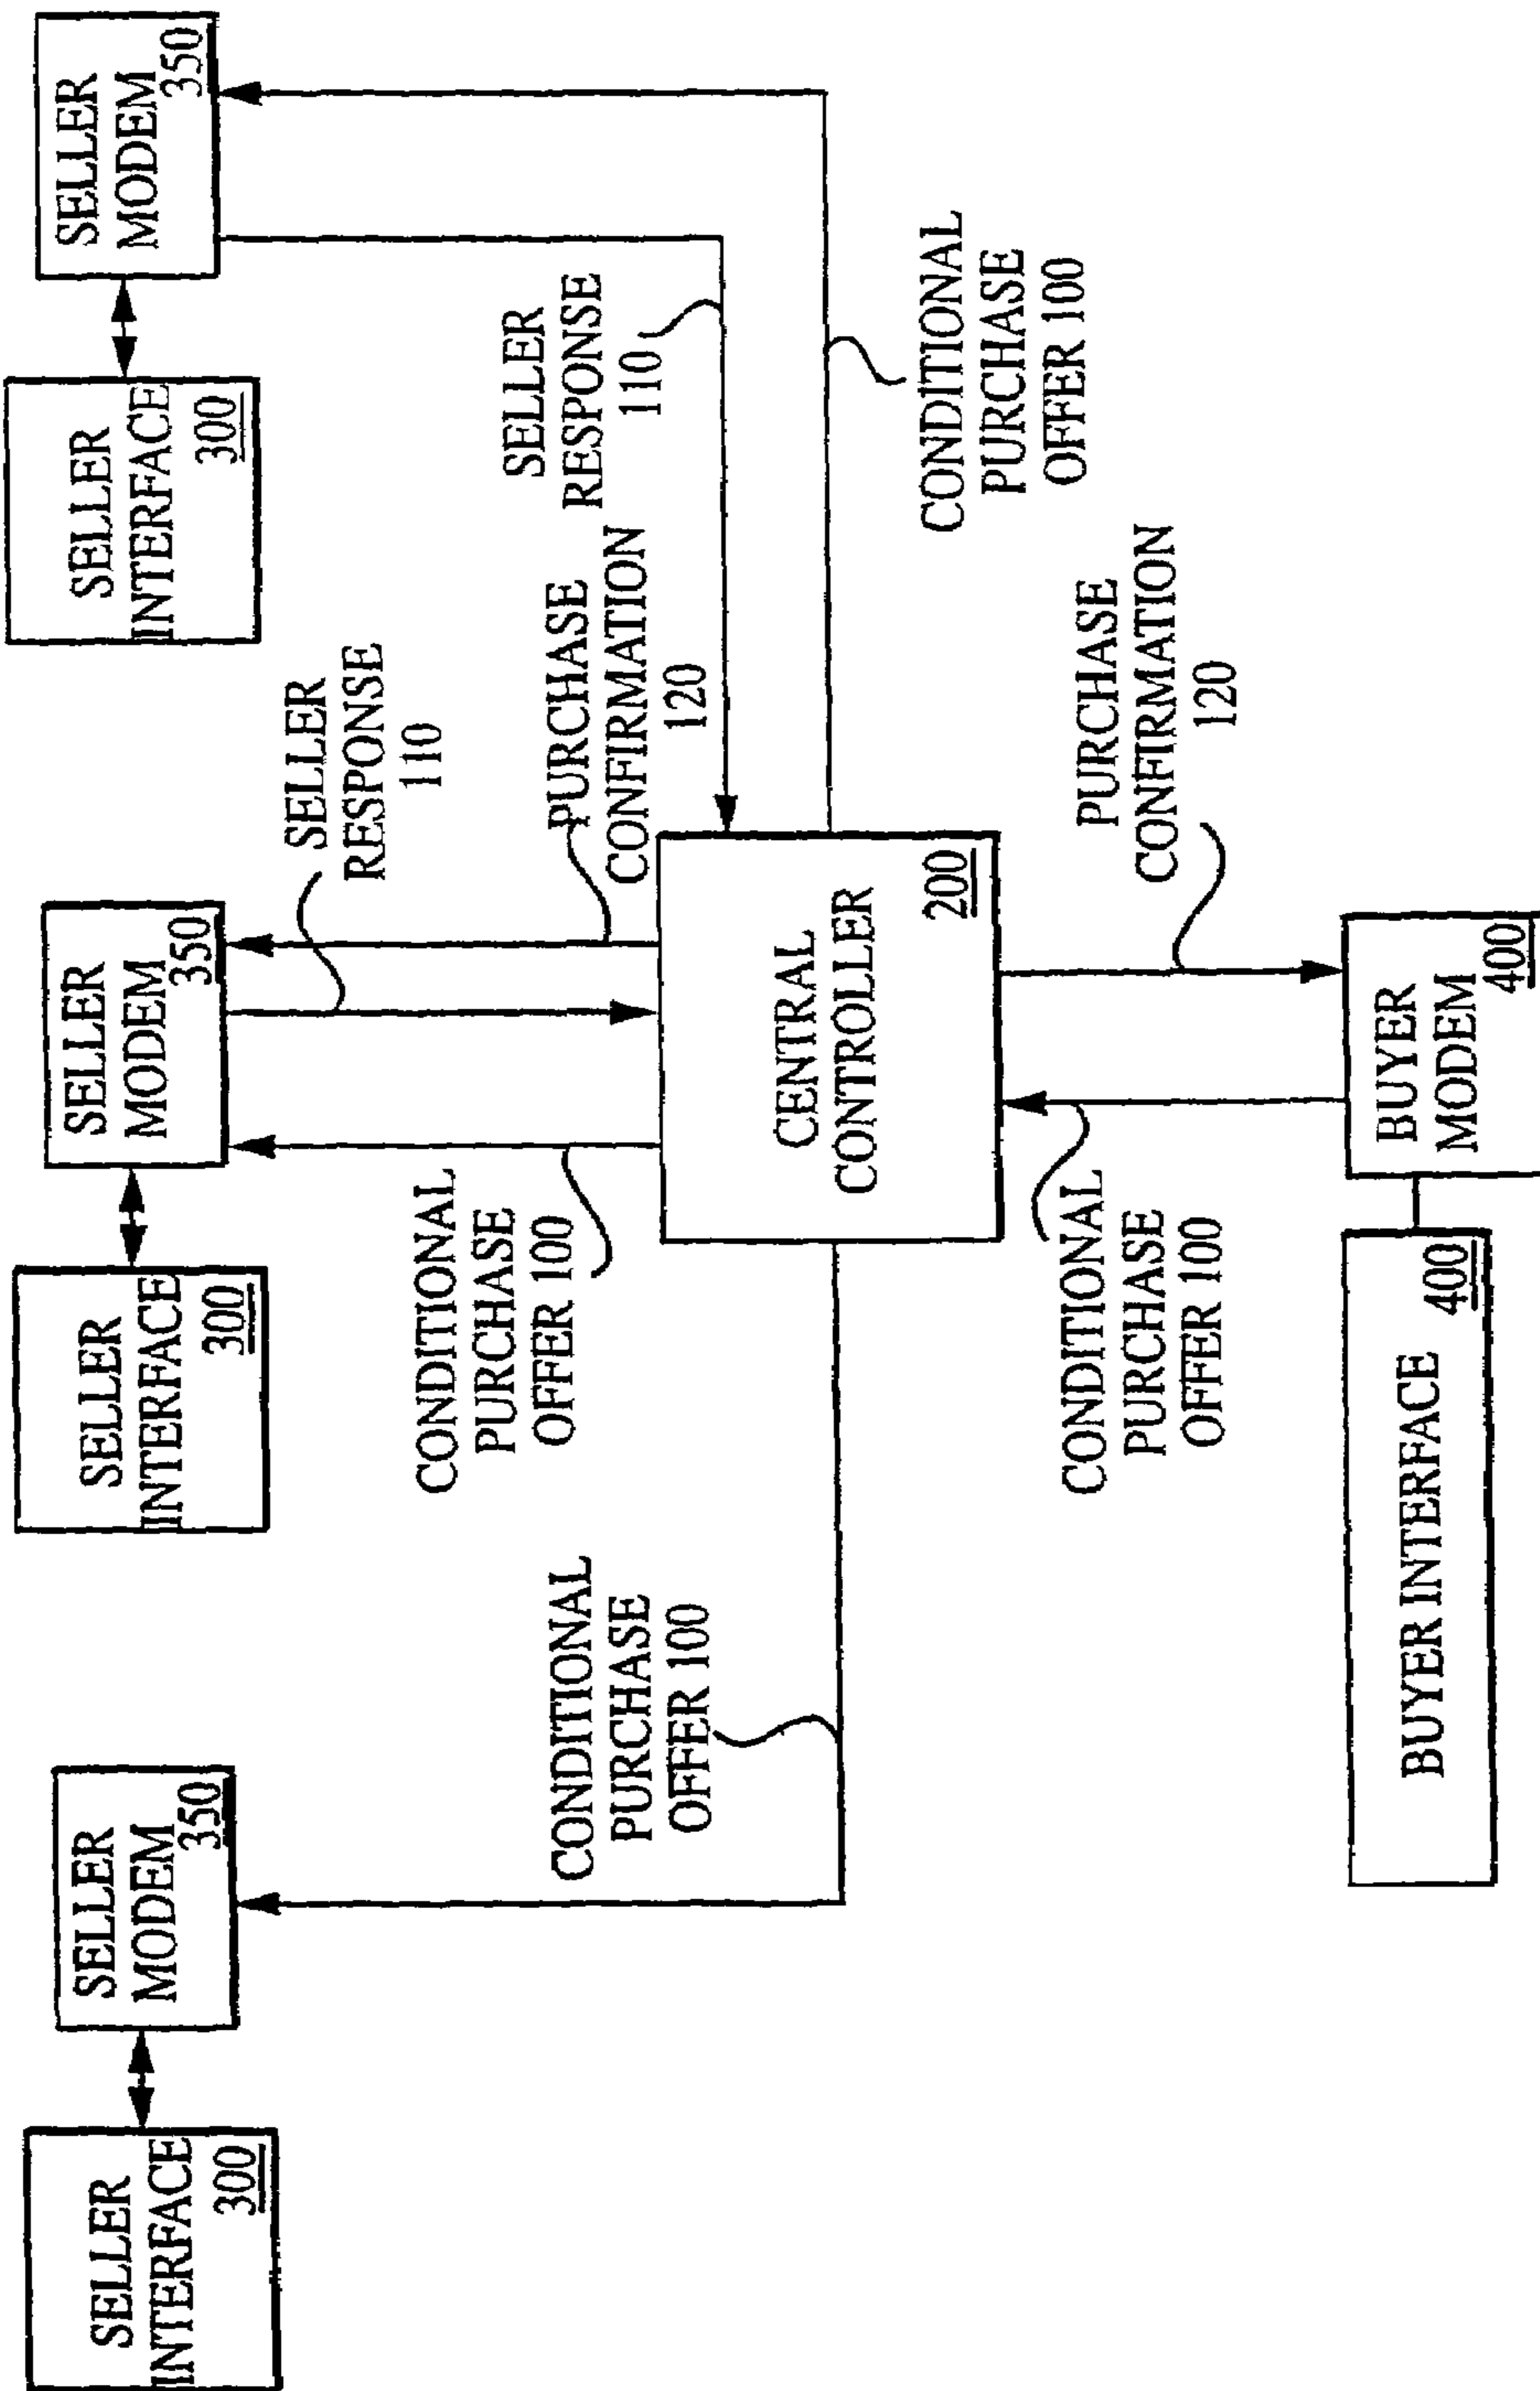 SELLER
INTERFACE
300
SELLER
MODEM
350
SELLER
INTERFACE
300
SELLER
MODEM
350
SELLER
INTERFACE
300
SELLER
MODEM
350
SELLER
RESPONSE
110
CONDITIONAL
PURCHASE
OFFER 100
SELLER
RESPONSE
110
CONDITIONAL
PURCHASE
OFFER 100
PURCHASE
CONFIRMATION
120
CENTRAL
CONTROLLER
200
CONDITIONAL
PURCHASE
OFFER 100
CONDITIONAL
PURCHASE
OFFER 100
PURCHASE
CONFIRMATION
120
BUYER INTERFACE
400
BUYER
MODEM
400